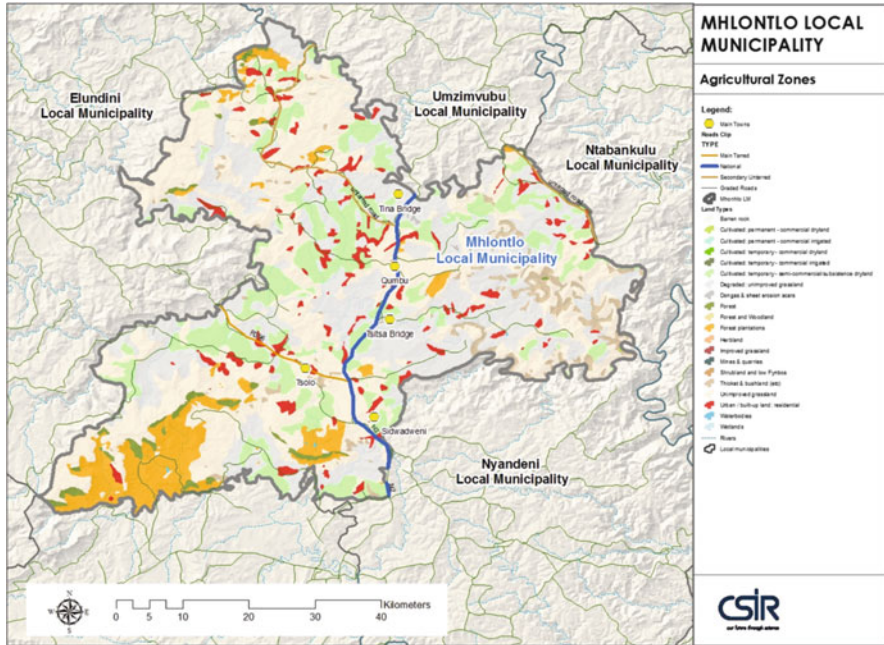 MHLONTLO LOCAL
MUNICIPALITY
Agricultural Zones
Legend:
Main Towns
Roads Clip
TYPE
Main Tarred
National
Secondary Untarred
Graded Roads
Mhlontlo LM
Land Types
Barren rock
Cultivated: permanent - commercial dryland
Cultivated: permanent - commercial irrigated
Cultivated: temporary - commercial dryland
Cultivated: temporary - commercial irrigated
Cultivated: temporary - semi-commercial/subsistence dryland
Degraded: unimproved grassland
Dongas & sheet erosion scars
Forest
Forest and Woodland
Forest plantations
Herbland
Improved grassland
Mines & quarries
Shrubland and low Fynbos
Thicket & bushland (etc)
Unimproved grassland
Urban / built-up land: residential
Waterbodies
Wetlands
Rivers
Local municipalities
Elundini
Local Municipality
Umzimvubu
Local Municipality
Ntabankulu
Local Municipality
Tina Bridge
Mhlontlo
Local Municipality
Qumbu
Tsitsa Bridge
Tsolo
Sidwadweni
Nyandeni
Local Municipality
N
W E
S
Kilometers
0 5 10 20 30 40
CSIR
our future through science